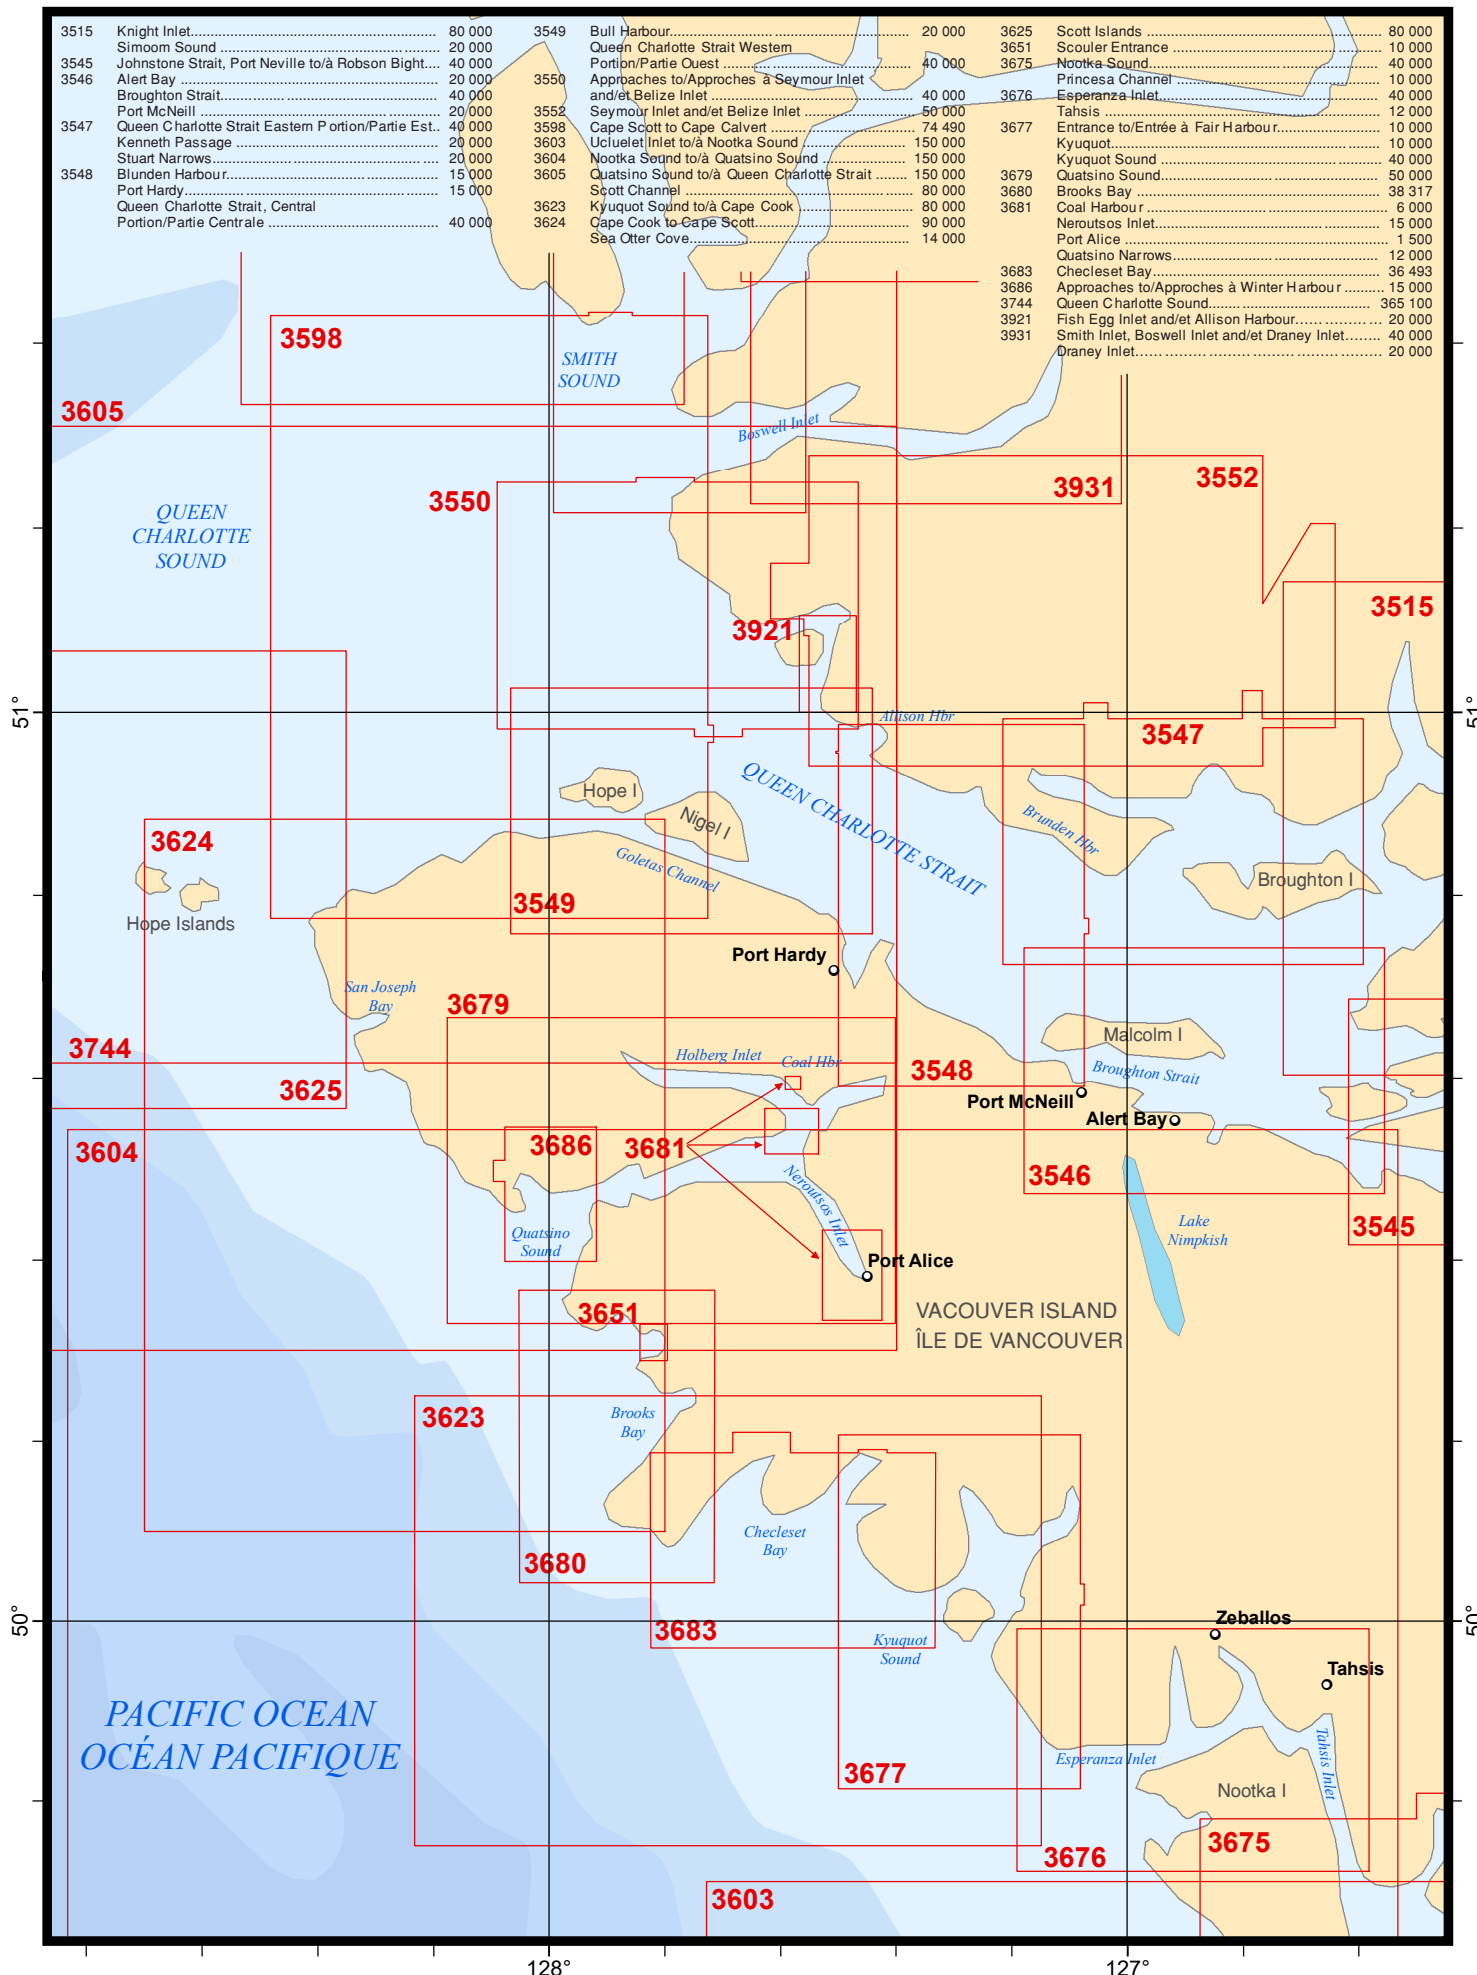 3515 Knight Inlet 80 000
Simoom Sound 20 000
3545 Johnstone Strait, Port Neville to/à Robson Bight 40 000
3546 Alert Bay 20 000
Broughton Strait 40 000
Port McNeill 20 000
3547 Queen Charlotte Strait Eastern Portion/Partie Est 40 000
Kenneth Passage 20 000
Stuart Narrows 20 000
3548 Blunden Harbour 15 000
Port Hardy 15 000
Queen Charlotte Strait, Central
Portion/Partie Centrale 40 000
3549 Bull Harbour 20 000
Queen Charlotte Strait Western
Portion/Partie Ouest 40 000
3550 Approaches to/Approches à Seymour Inlet
and/et Belize Inlet 40 000
3552 Seymour Inlet and/et Belize Inlet 50 000
3598 Cape Scott to Cape Calvert 74 490
3603 Ucluelet Inlet to/à Nootka Sound 150 000
3604 Nootka Sound to/à Quatsino Sound 150 000
3605 Quatsino Sound to/à Queen Charlotte Strait 150 000
Scott Channel 80 000
3623 Kyuquot Sound to/à Cape Cook 80 000
3624 Cape Cook to Cape Scott 90 000
Sea Otter Cove 14 000
3625 Scott Islands 80 000
3651 Scouler Entrance 10 000
3675 Nootka Sound 40 000
Princesa Channel 10 000
3676 Esperanza Inlet 40 000
Tahsis 12 000
3677 Entrance to/Entrée à Fair Harbour 10 000
Kyuquot 10 000
Kyuquot Sound 40 000
3679 Quatsino Sound 50 000
3680 Brooks Bay 38 317
3681 Coal Harbour 6 000
Neroutsos Inlet 15 000
Port Alice 1 500
Quatsino Narrows 12 000
3683 Checleset Bay 36 493
3686 Approaches to/Approches à Winter Harbour 15 000
3744 Queen Charlotte Sound 365 100
3921 Fish Egg Inlet and/et Allison Harbour 20 000
3931 Smith Inlet, Boswell Inlet and/et Draney Inlet 40 000
Draney Inlet 20 000
3598
SMITH
SOUND
3605
Boswell Inlet
3552
3931
3550
QUEEN
CHARLOTTE
SOUND
3515
3921
51°
51°
Allison Hbr
3547
QUEEN CHARLOTTE STRAIT
Hope I
Nigel I
Brunden Hbr
3624
Goletas Channel
Broughton I
3549
Hope Islands
Port Hardy
San Joseph
Bay
3679
Malcolm I
3744
Holberg Inlet
Coal Hbr
3548
Broughton Strait
3625
Port McNeill
Alert Bay
3604
3686
3681
3546
Neroutsos Inlet
Quatsino
Sound
Lake
Nimpkish
3545
Port Alice
3651
VACOUVER ISLAND
ÎLE DE VANCOUVER
3623
Brooks
Bay
Checleset
Bay
3680
50°
50°
Zeballos
3683
Kyuquot
Sound
Tahsis
PACIFIC OCEAN
OCÉAN PACIFIQUE
Esperanza Inlet
Tahsis Inlet
3677
Nootka I
3675
3676
3603
128°
127°